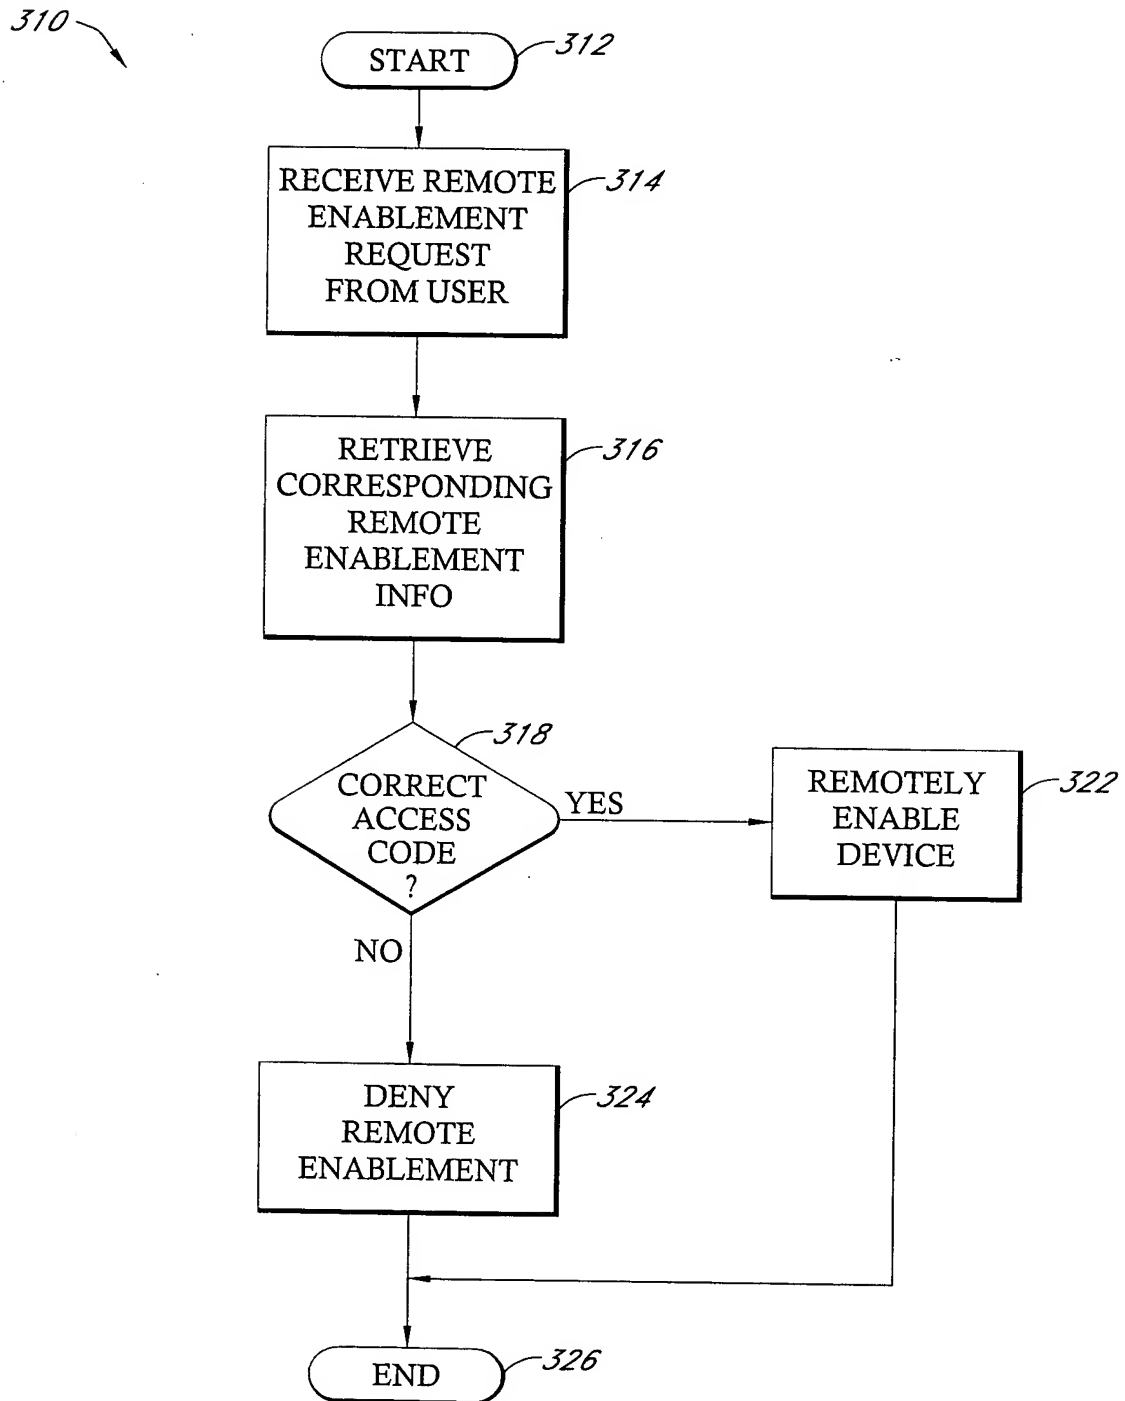 310
START
312
RECEIVE REMOTE
ENABLEMENT
REQUEST
FROM USER
314
RETRIEVE
CORRESPONDING
REMOTE
ENABLEMENT
INFO
316
318
CORRECT
ACCESS
CODE
?
YES
REMOTELY
ENABLE
DEVICE
322
NO
DENY
REMOTE
ENABLEMENT
324
END
326